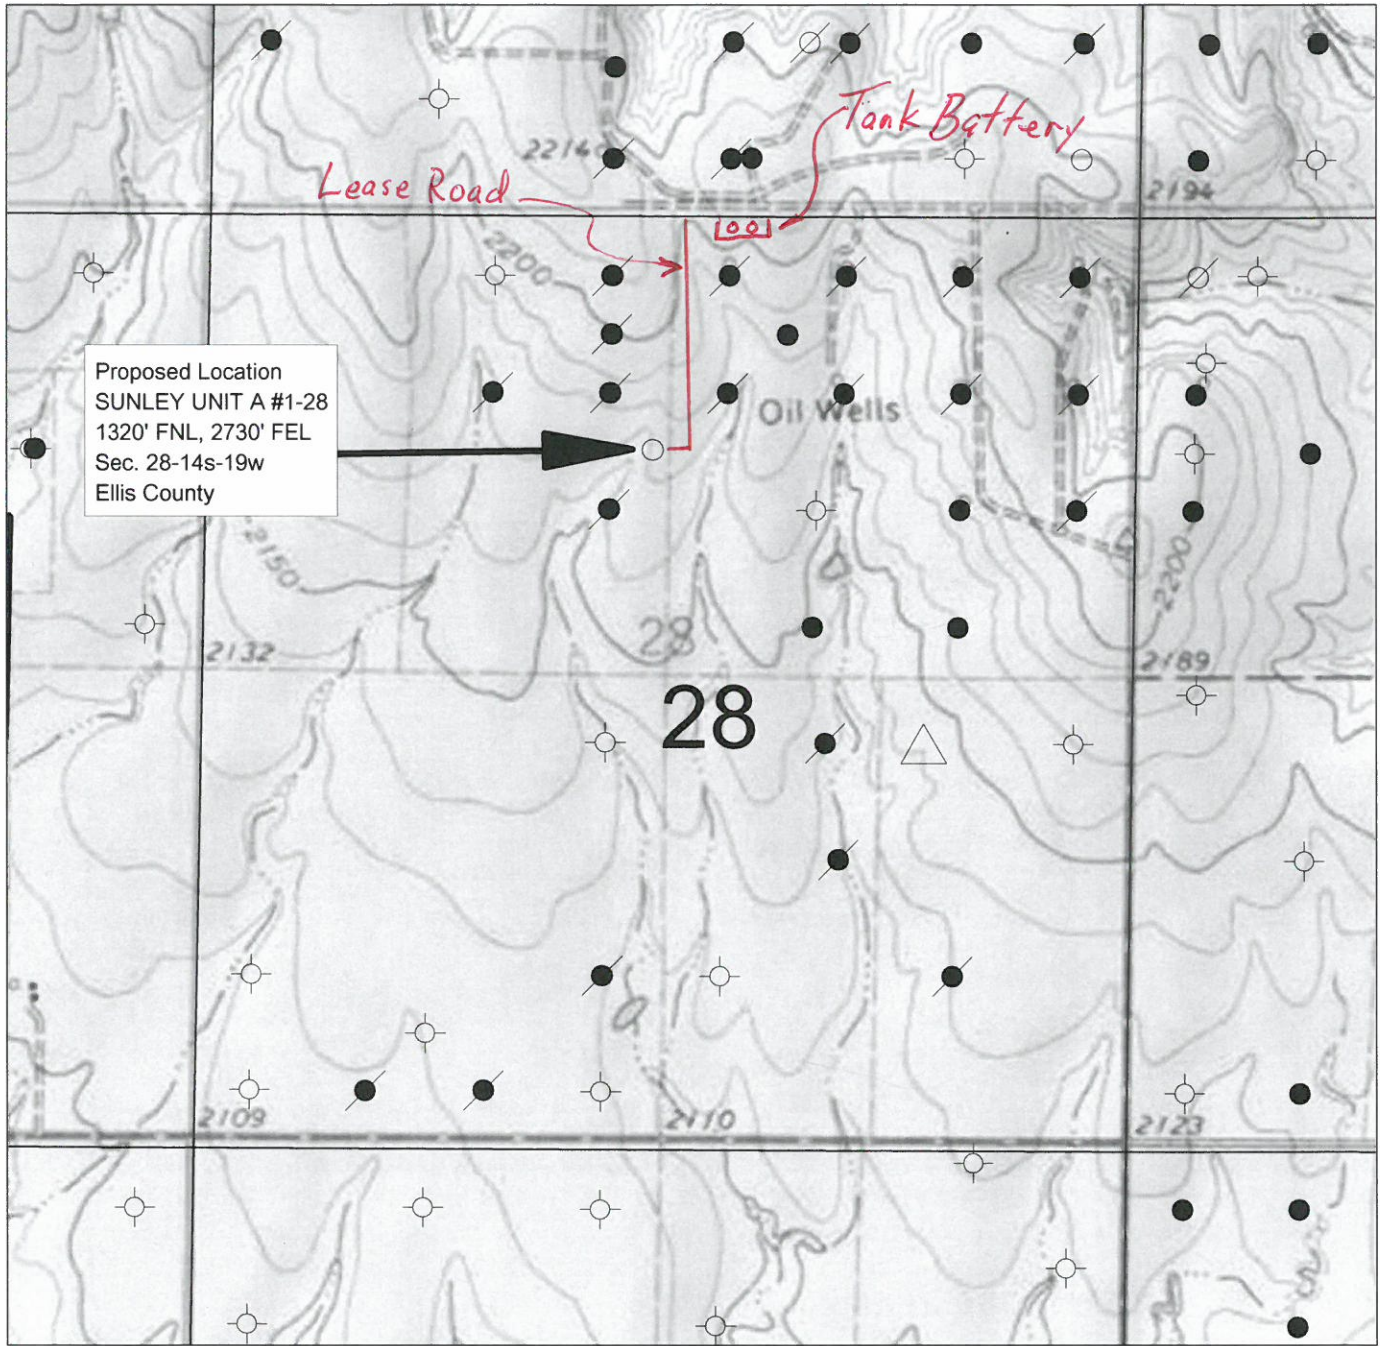 Tank Battery
2214
Lease Road
2194
2200
Proposed Location
SUNLEY UNIT A #1-28
1320' FNL, 2730' FEL
Sec. 28-14s-19w
Ellis County
Oil Wells
2150
2200
28
2132
2189
28
2109
2110
2123